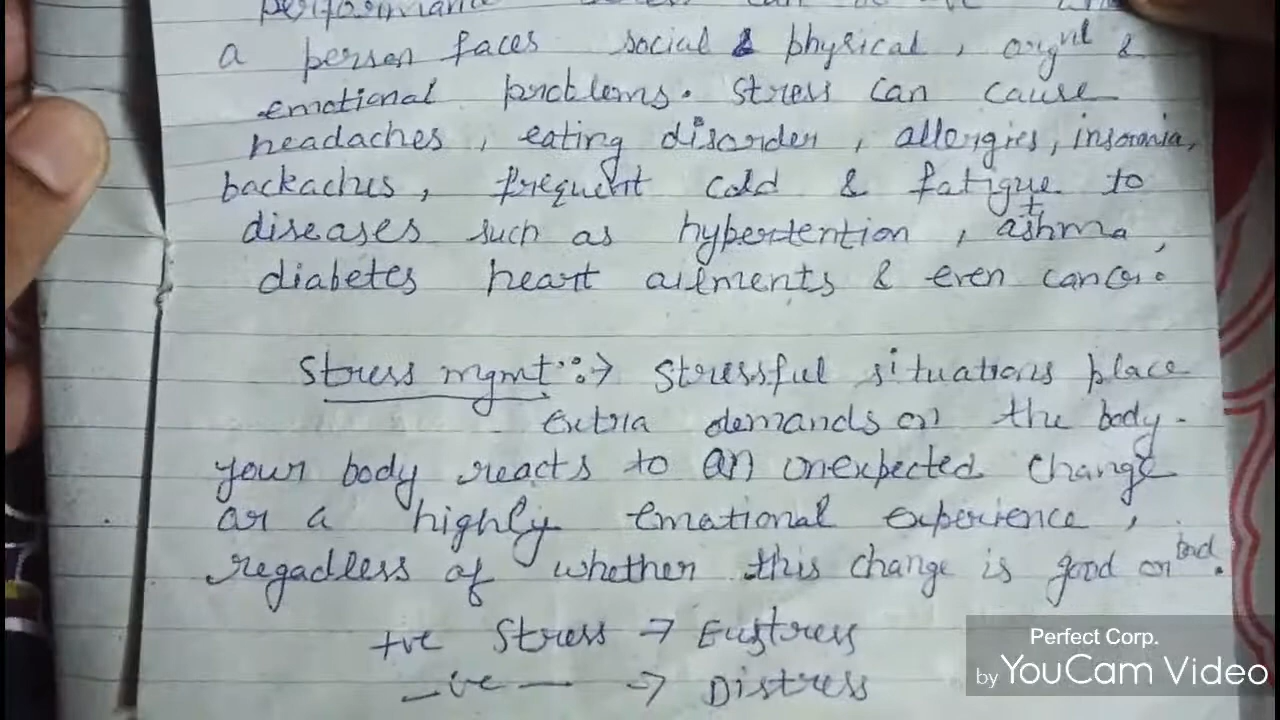 a person faces social & physical, orignl &
emotional problems. Stress can cause
headaches, eating disorder, allergies, insomnia,
backaches, frequent cold & fatigue to
diseases such as hypertention, asthma,
diabetes heart ailments & even cancer.
Stress mgmt :→ Stressful situations place
extra demands on the body.
your body reacts to an unexpected change
or a highly emotional experience,
regadless of whether this change is good or bad.
+ve Stress → Eustress
-ve — → Distress
Perfect Corp.
by YouCam Video